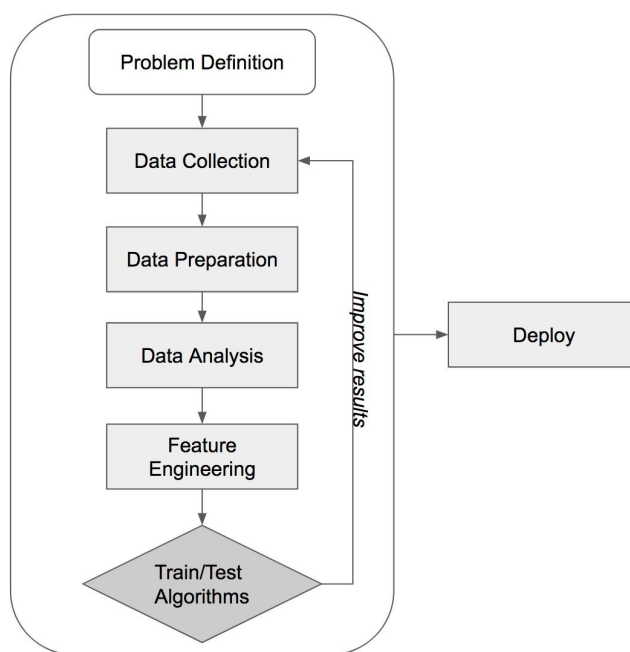 Problem Definition
Data Collection
Data Preparation
Data Analysis
Feature
Engineering
Train/Test
Algorithms
Improve results
Deploy